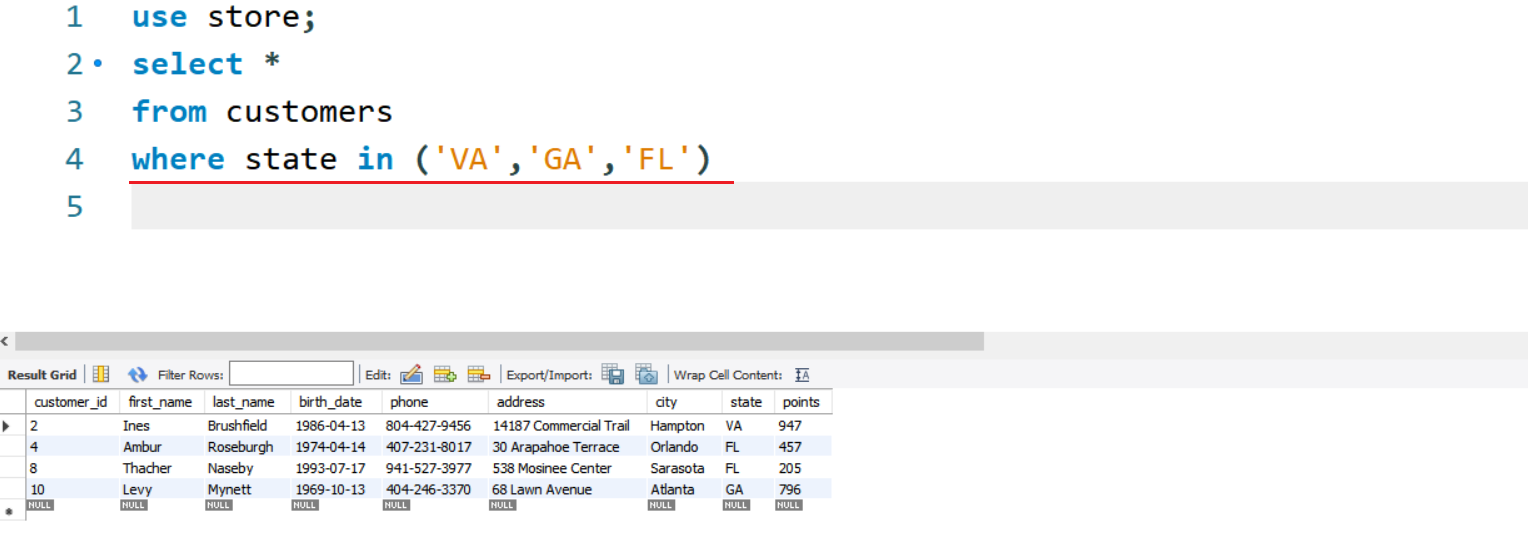 1 use store;
2 select *
3 from customers
4 where state in ('VA','GA','FL')
5
Result Grid Filter Rows: Edit: Export/Import: Wrap Cell Content: IA
customer_id first_name last_name birth_date phone address city state points
2 Ines Brushfield 1986-04-13 804-427-9456 14187 Commercial Trail Hampton VA 947
4 Ambur Roseburgh 1974-04-14 407-231-8017 30 Arapahoe Terrace Orlando FL 457
8 Thacher Naseby 1993-07-17 941-527-3977 538 Mosinee Center Sarasota FL 205
10 Levy Mynett 1969-10-13 404-246-3370 68 Lawn Avenue Atlanta GA 796
NULL NULL NULL NULL NULL NULL NULL NULL NULL